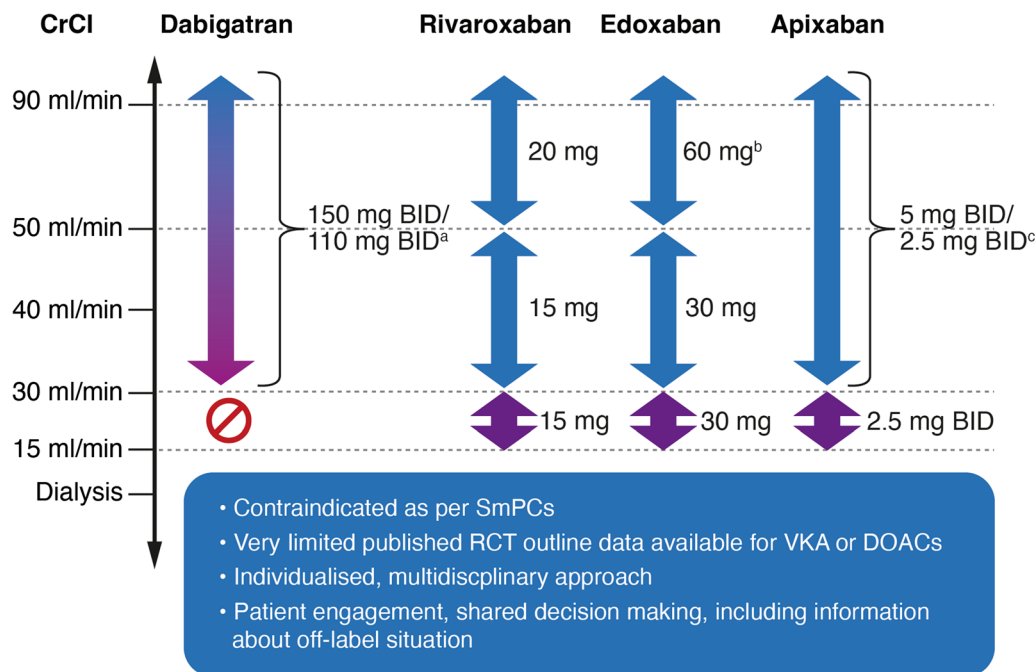 CrCl Dabigatran Rivaroxaban Edoxaban Apixaban
90 ml/min
20 mg 60 mgᵇ
150 mg BID/
110 mg BIDᵃ
5 mg BID/
2.5 mg BIDᶜ
50 ml/min
40 ml/min 15 mg 30 mg
30 ml/min
15 mg 30 mg 2.5 mg BID
15 ml/min
Dialysis
• Contraindicated as per SmPCs
• Very limited published RCT outline data available for VKA or DOACs
• Individualised, multidiscplinary approach
• Patient engagement, shared decision making, including information
about off-label situation